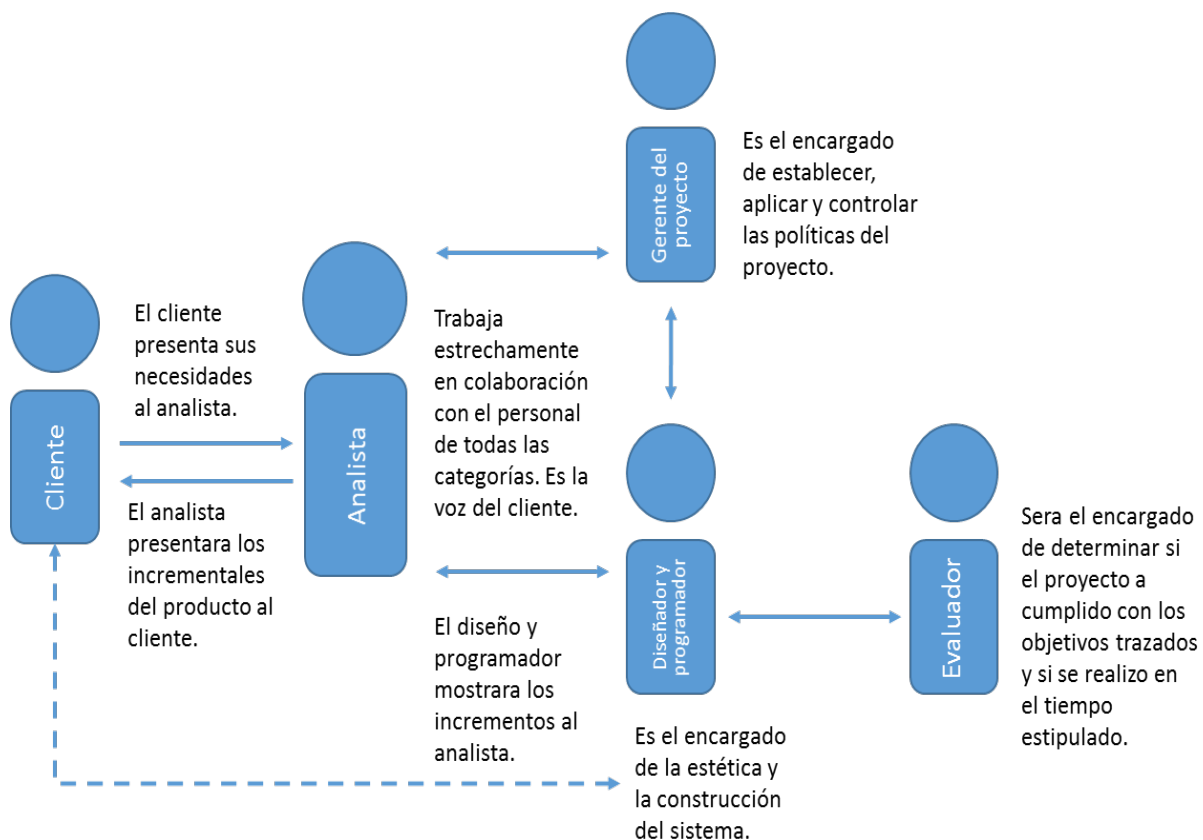 Gerente del
proyecto
Es el encargado
de establecer,
aplicar y controlar
las políticas del
proyecto.
Cliente
El cliente
presenta sus
necesidades
al analista.
El analista
presentara los
incrementales
del producto al
cliente.
Analista
Trabaja
estrechamente
en colaboración
con el personal
de todas las
categorías. Es la
voz del cliente.
El diseño y
programador
mostrara los
incrementos al
analista.
Diseñador y
programador
Es el encargado
de la estética y
la construcción
del sistema.
Evaluador
Sera el encargado
de determinar si
el proyecto a
cumplido con los
objetivos trazados
y si se realizo en
el tiempo
estipulado.